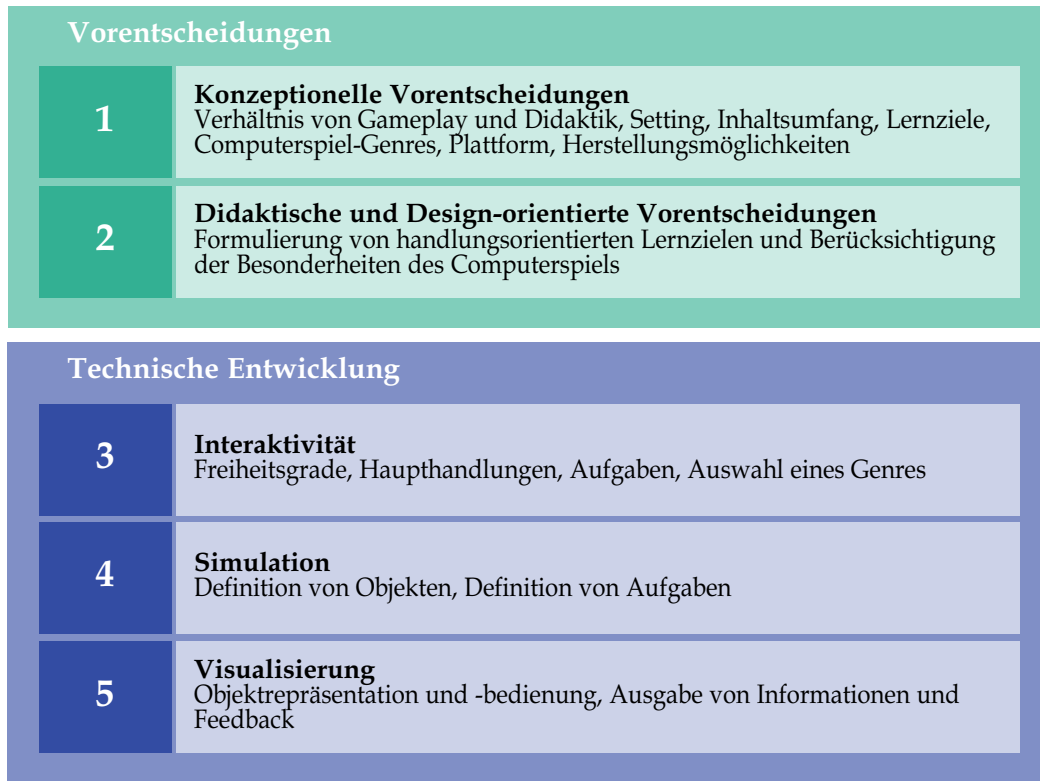 Vorentscheidungen
1
Konzeptionelle Vorentscheidungen
Verhältnis von Gameplay und Didaktik, Setting, Inhaltsumfang, Lernziele,
Computerspiel-Genres, Plattform, Herstellungsmöglichkeiten
2
Didaktische und Design-orientierte Vorentscheidungen
Formulierung von handlungsorientierten Lernzielen und Berücksichtigung
der Besonderheiten des Computerspiels
Technische Entwicklung
3
Interaktivität
Freiheitsgrade, Haupthandlungen, Aufgaben, Auswahl eines Genres
4
Simulation
Definition von Objekten, Definition von Aufgaben
5
Visualisierung
Objektrepräsentation und -bedienung, Ausgabe von Informationen und
Feedback